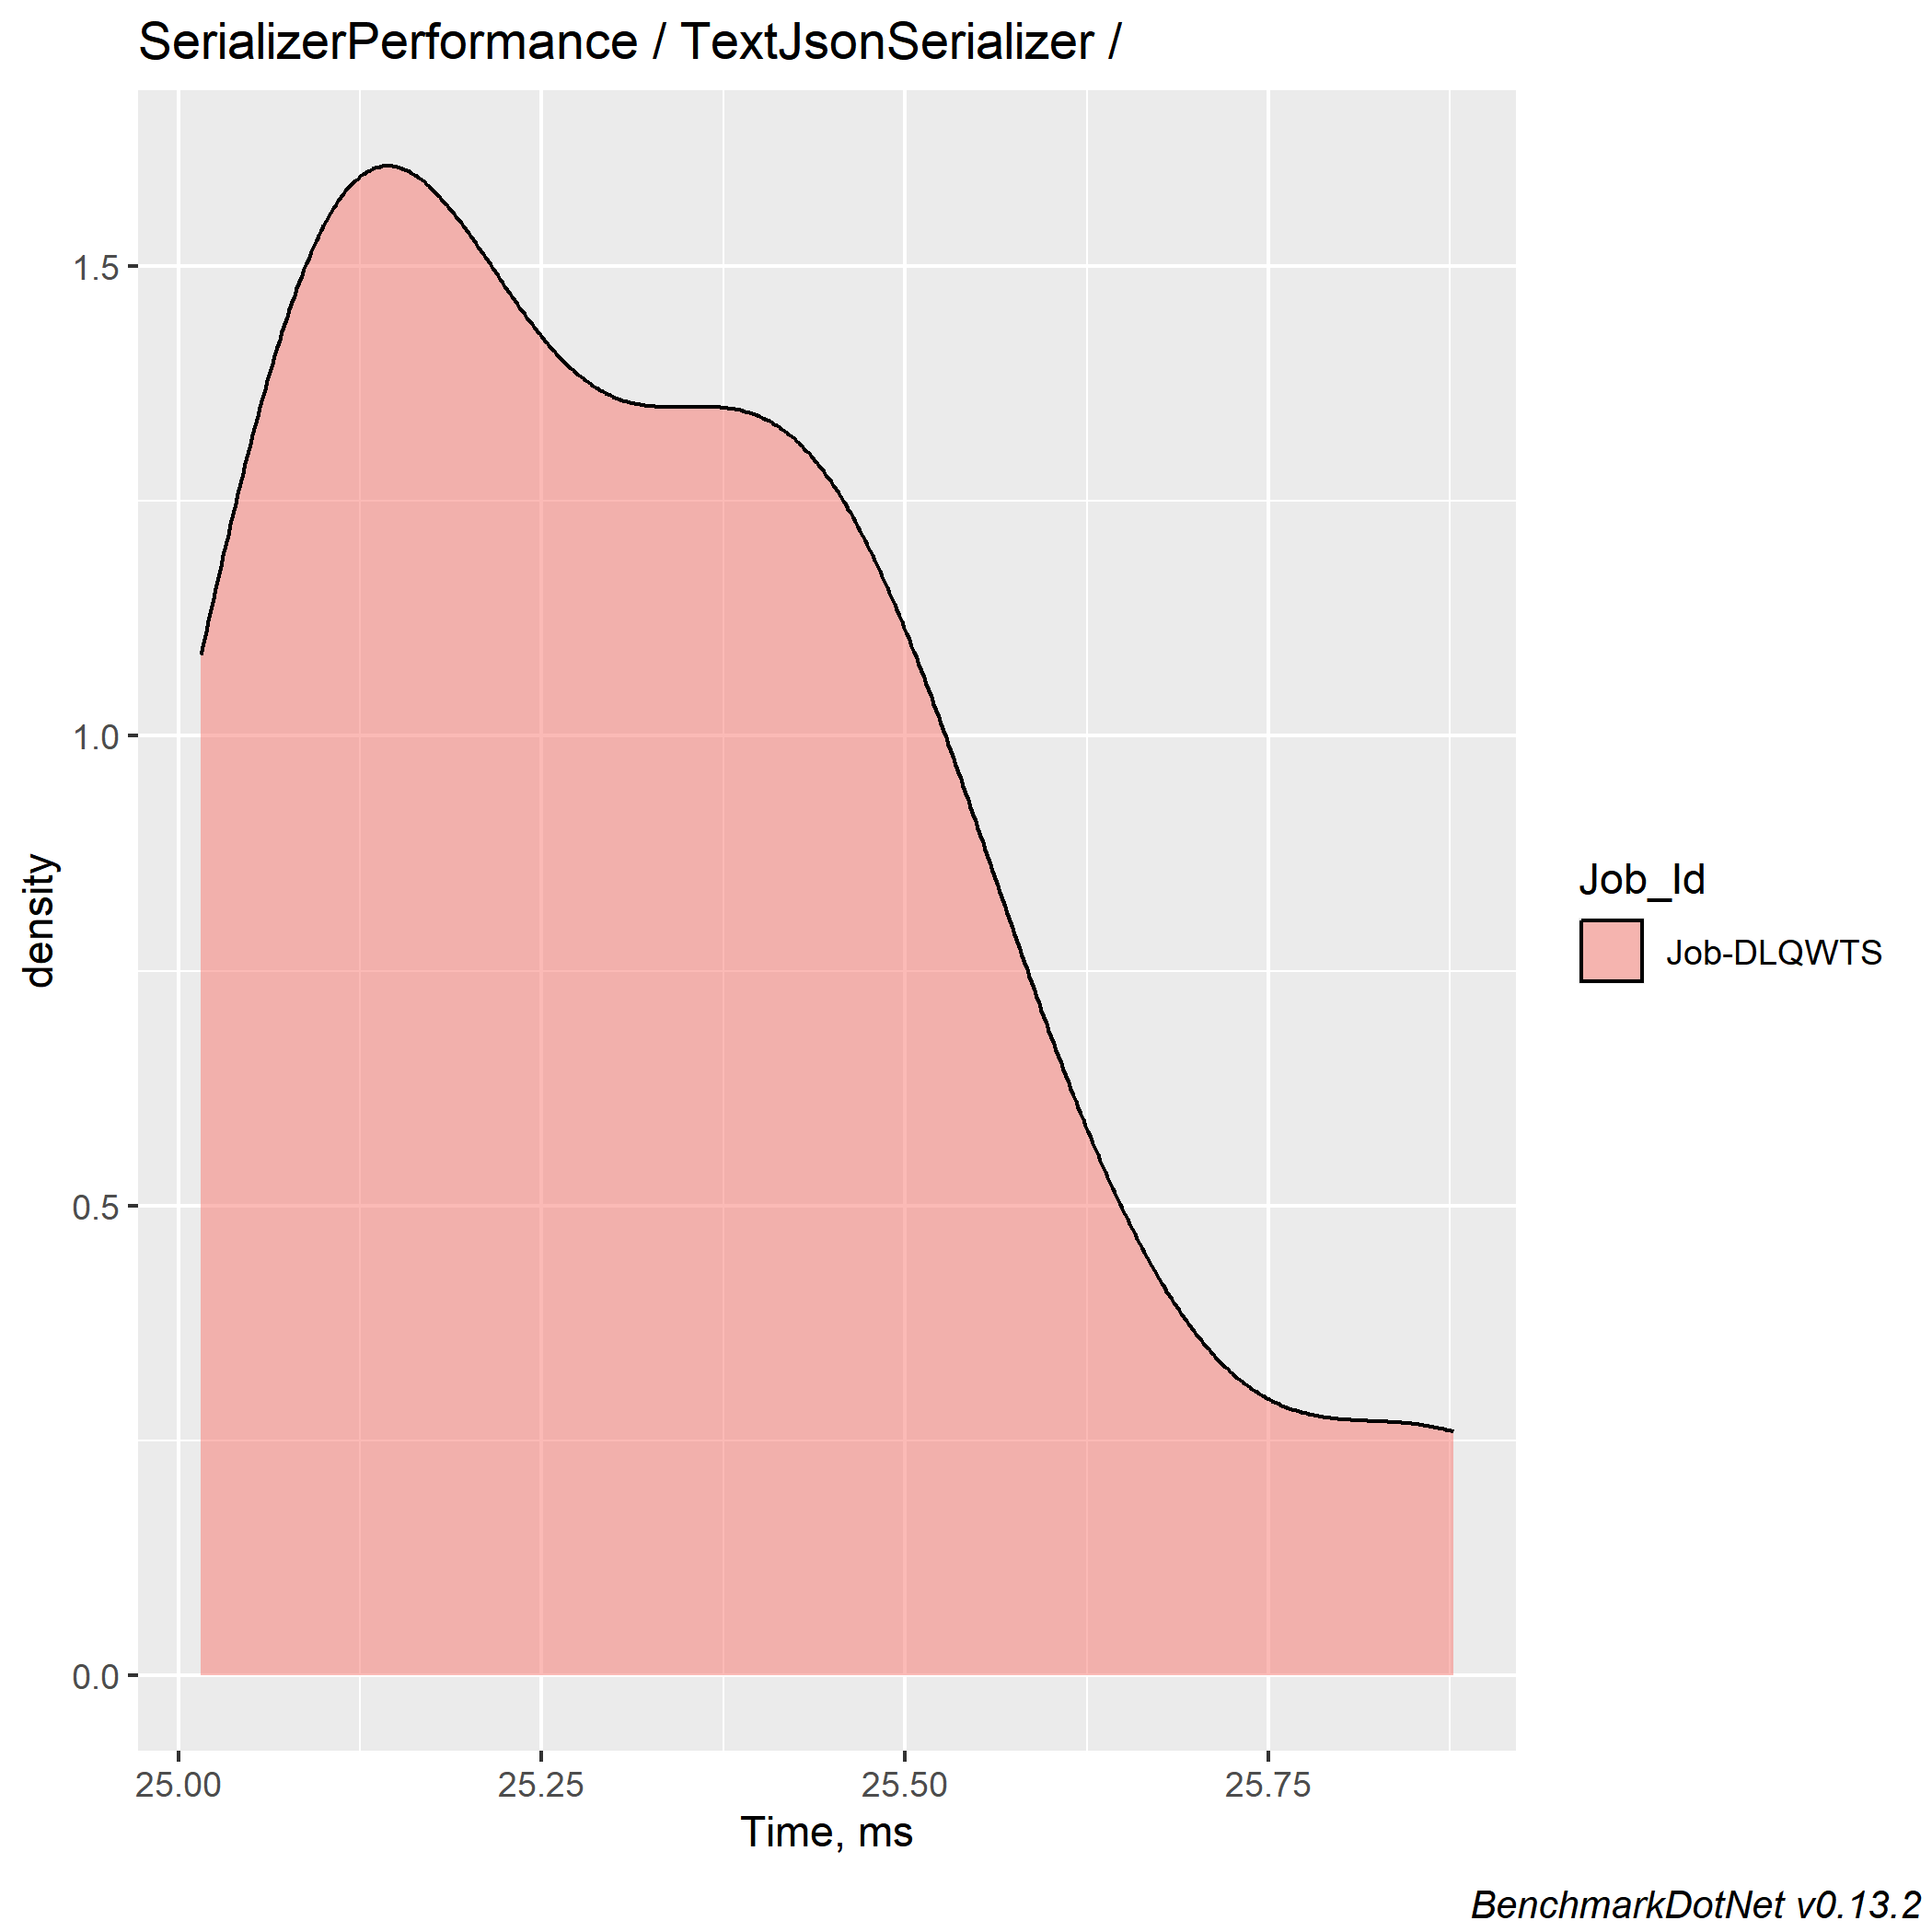 SerializerPerformance / TextJsonSerializer /
1.5
1.0
0.5
0.0
density
25.00 25.25 25.50 25.75
Time, ms
Job_Id
Job-DLQWTS
BenchmarkDotNet v0.13.2